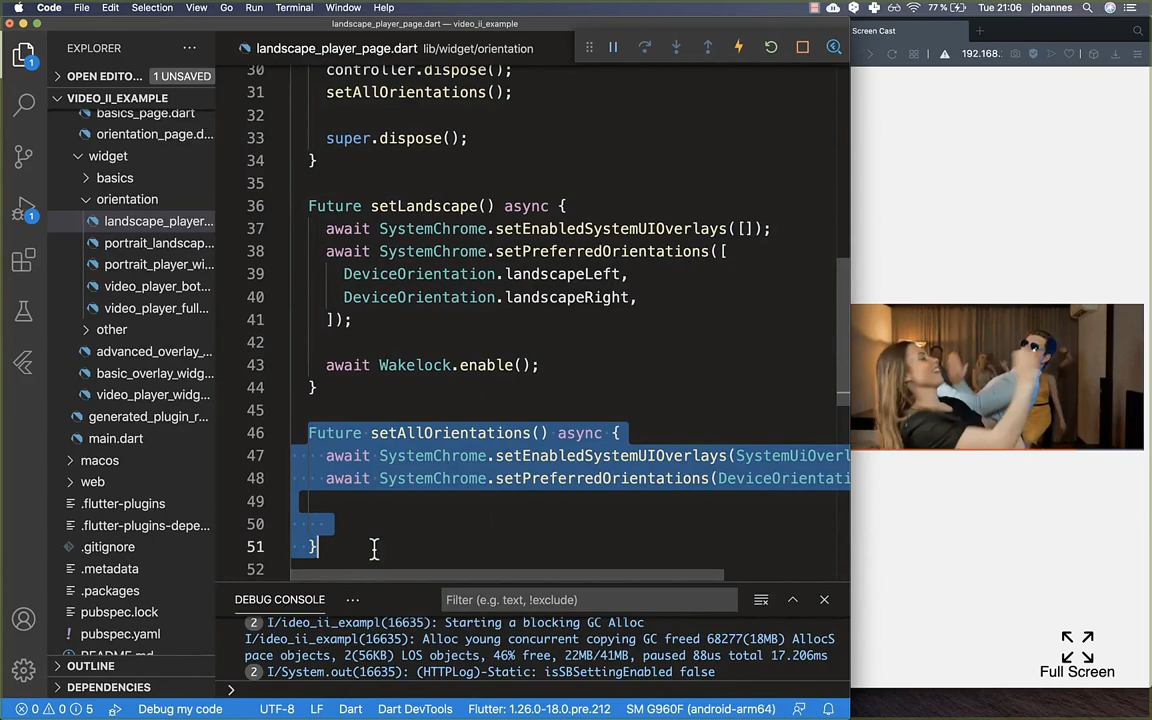 Code File Edit Selection View Go Run Terminal Window Help 77 % Tue 21:06 johannes
landscape_player_page.dart — video_ii_example
EXPLORER ···
landscape_player_page.dart lib/widget/orientation
Screen Cast
192.168.
OPEN EDITO... 1 UNSAVED
VIDEO_II_EXAMPLE
basics_page.dart
orientation_page.d...
widget
basics
orientation
landscape_player...
portrait_landscap...
portrait_player_wi...
video_player_bot...
video_player_full...
other
advanced_overlay_...
basic_overlay_widg...
video_player_widg...
generated_plugin_r...
main.dart
macos
web
.flutter-plugins
.flutter-plugins-depe...
.gitignore
.metadata
.packages
pubspec.lock
pubspec.yaml
README.md
OUTLINE
DEPENDENCIES
30 controller.dispose();
31 setAllOrientations();
32
33 super.dispose();
34 }
35
36 Future setLandscape() async {
37 await SystemChrome.setEnabledSystemUIOverlays([]);
38 await SystemChrome.setPreferredOrientations([
39 DeviceOrientation.landscapeLeft,
40 DeviceOrientation.landscapeRight,
41 ]);
42
43 await Wakelock.enable();
44 }
45
46 Future setAllOrientations() async {
47 await SystemChrome.setEnabledSystemUIOverlays(SystemUiOverl
48 await SystemChrome.setPreferredOrientations(DeviceOrientati
49
50
51 }
52
DEBUG CONSOLE ··· Filter (e.g. text, !exclude)
2 I/ideo_ii_exampl(16635): Starting a blocking GC Alloc
I/ideo_ii_exampl(16635): Alloc young concurrent copying GC freed 68277(18MB) AllocS
pace objects, 2(56KB) LOS objects, 46% free, 22MB/41MB, paused 88us total 17.206ms
2 I/System.out(16635): (HTTPLog)-Static: isSBSettingEnabled false
Full Screen
0 0 5 Debug my code UTF-8 LF Dart Dart DevTools Flutter: 1.26.0-18.0.pre.212 SM G960F (android-arm64)
1
1